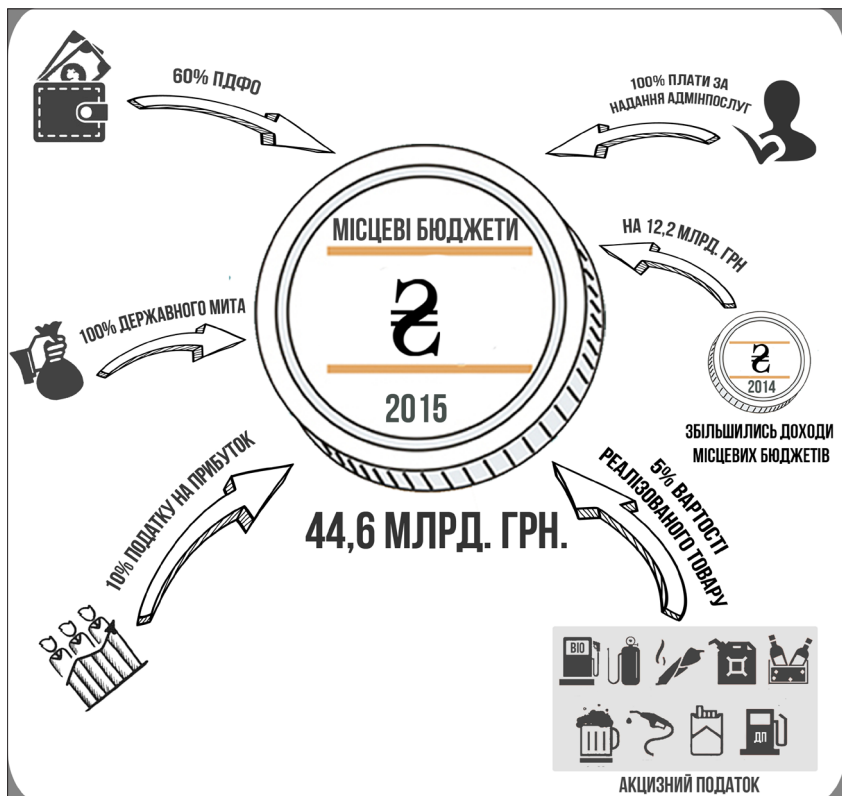 60% ПДФО
100% ПЛАТИ ЗА
НАДАННЯ АДМІНПОСЛУГ
МІСЦЕВІ БЮДЖЕТИ
₴
2015
НА 12,2 МЛРД. ГРН
100% ДЕРЖАВНОГО МИТА
₴
2014
ЗБІЛЬШИЛИСЬ ДОХОДИ
МІСЦЕВИХ БЮДЖЕТІВ
10% ПОДАТКУ НА ПРИБУТОК
5% ВАРТОСТІ
РЕАЛІЗОВАНОГО ТОВАРУ
44,6 МЛРД. ГРН.
BIO
ДП
АКЦИЗНИЙ ПОДАТОК